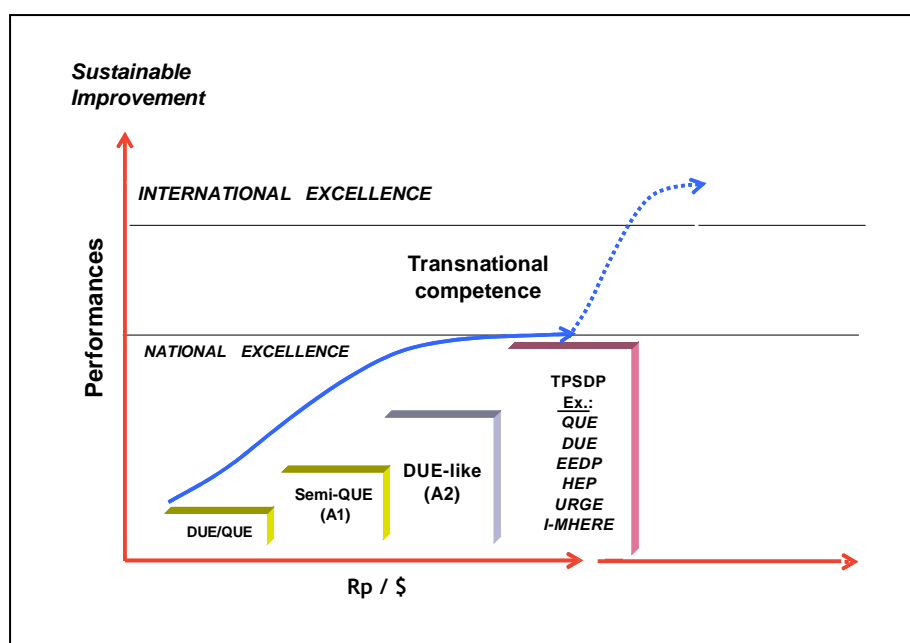 Sustainable
Improvement
INTERNATIONAL EXCELLENCE
Transnational
competence
Performances
NATIONAL EXCELLENCE
TPSDP
Ex.:
QUE
DUE
EEDP
HEP
URGE
I-MHERE
DUE-like
(A2)
Semi-QUE
(A1)
DUE/QUE
Rp / $